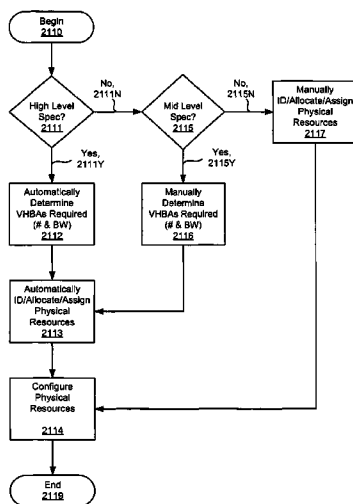 Begin
2110
No,
2111N
No,
2115N
High Level
Spec?
2111
Mid Level
Spec?
2115
Manually
ID/Allocate/Assign
Physical
Resources
2117
Yes,
2111Y
Yes,
2115Y
Automatically
Determine
VHBAs Required
(# & BW)
2112
Manually
Determine
VHBAs Required
(# & BW)
2116
Automatically
ID/Allocate/Assign
Physical
Resources
2113
Configure
Physical
Resources
2114
End
2119